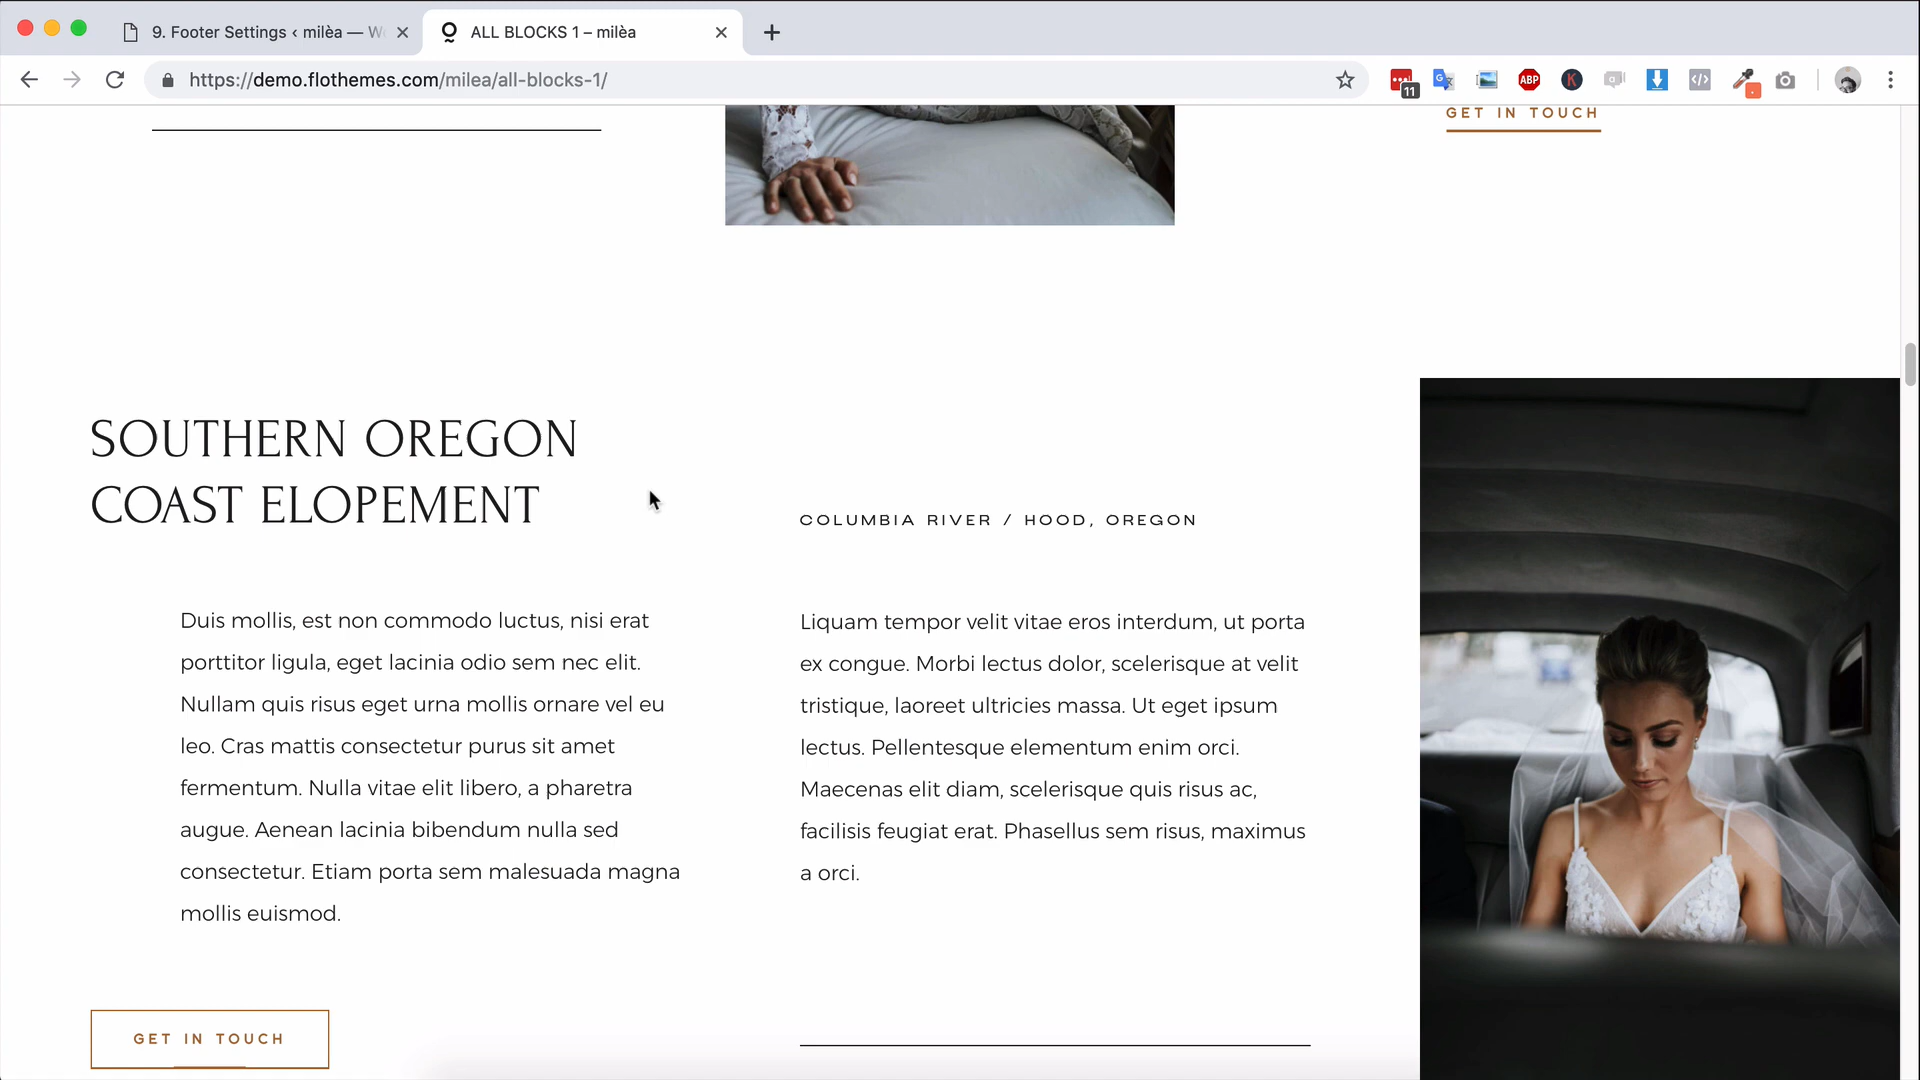 9. Footer Settings ‹ milèa — W
ALL BLOCKS 1 – milèa
https://demo.flothemes.com/milea/all-blocks-1/
11
ABP
K
GET IN TOUCH
SOUTHERN OREGON
COAST ELOPEMENT
COLUMBIA RIVER / HOOD, OREGON
Duis mollis, est non commodo luctus, nisi erat
porttitor ligula, eget lacinia odio sem nec elit.
Nullam quis risus eget urna mollis ornare vel eu
leo. Cras mattis consectetur purus sit amet
fermentum. Nulla vitae elit libero, a pharetra
augue. Aenean lacinia bibendum nulla sed
consectetur. Etiam porta sem malesuada magna
mollis euismod.
Liquam tempor velit vitae eros interdum, ut porta
ex congue. Morbi lectus dolor, scelerisque at velit
tristique, laoreet ultricies massa. Ut eget ipsum
lectus. Pellentesque elementum enim orci.
Maecenas elit diam, scelerisque quis risus ac,
facilisis feugiat erat. Phasellus sem risus, maximus
a orci.
GET IN TOUCH